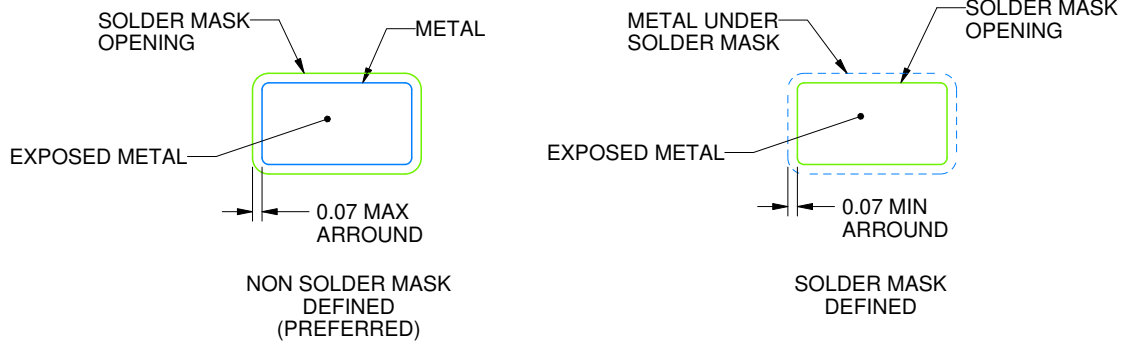 SOLDER MASK
OPENING
METAL
EXPOSED METAL
0.07 MAX
ARROUND
NON SOLDER MASK
DEFINED
(PREFERRED)
METAL UNDER
SOLDER MASK
SOLDER MASK
OPENING
EXPOSED METAL
0.07 MIN
ARROUND
SOLDER MASK
DEFINED